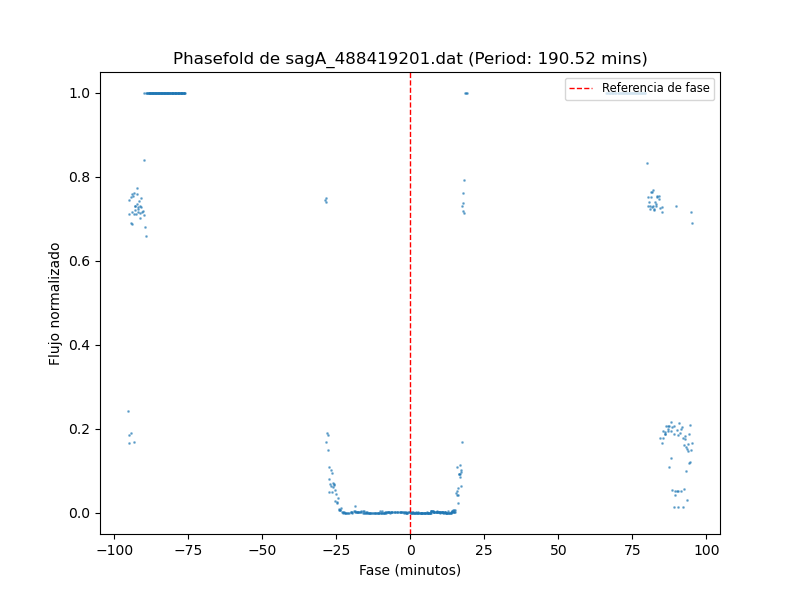 Phasefold de sagA_488419201.dat (Period: 190.52 mins)
Referencia de fase
Flujo normalizado
1.0
0.8
0.6
0.4
0.2
0.0
−100 −75 −50 −25 0 25 50 75 100
Fase (minutos)